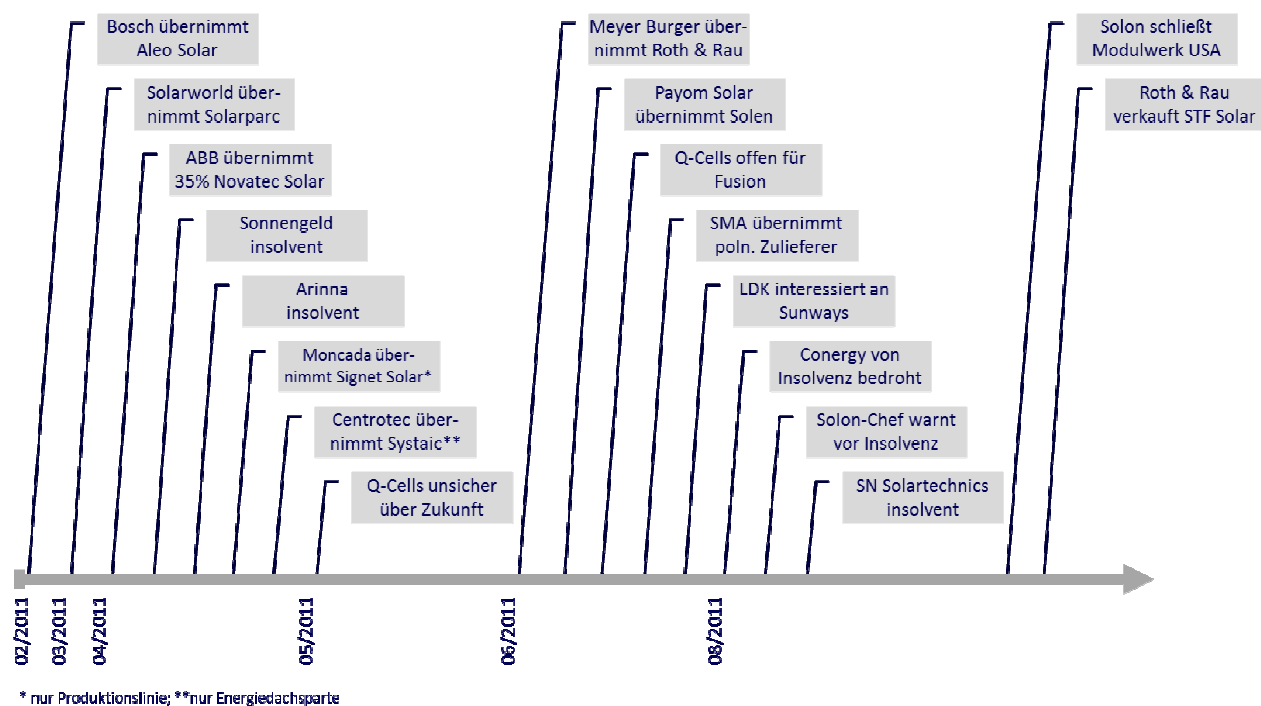 Bosch übernimmt
Aleo Solar
Solarworld über-
nimmt Solarparc
ABB übernimmt
35% Novatec Solar
Sonnengeld
insolvent
Arinna
insolvent
Moncada über-
nimmt Signet Solar*
Centrotec über-
nimmt Systaic**
Q-Cells unsicher
über Zukunft
Meyer Burger über-
nimmt Roth & Rau
Payom Solar
übernimmt Solen
Q-Cells offen für
Fusion
SMA übernimmt
poln. Zulieferer
LDK interessiert an
Sunways
Conergy von
Insolvenz bedroht
Solon-Chef warnt
vor Insolvenz
SN Solartechnics
insolvent
Solon schließt
Modulwerk USA
Roth & Rau
verkauft STF Solar
02/2011
03/2011
04/2011
05/2011
06/2011
08/2011
* nur Produktionslinie; **nur Energiedachsparte